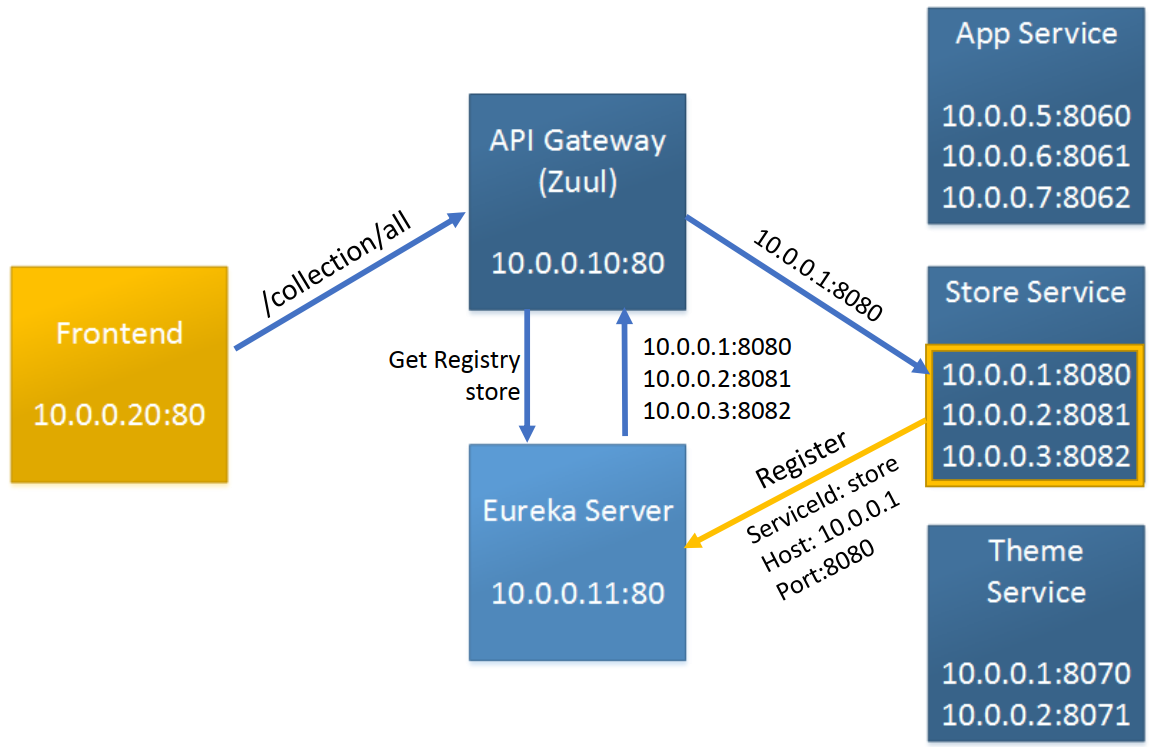 Frontend
10.0.0.20:80
/collection/all
API Gateway
(Zuul)
10.0.0.10:80
Get Registry
store
10.0.0.1:8080
10.0.0.2:8081
10.0.0.3:8082
Eureka Server
10.0.0.11:80
10.0.0.1:8080
Register
ServiceId: store
Host: 10.0.0.1
Port:8080
App Service
10.0.0.5:8060
10.0.0.6:8061
10.0.0.7:8062
Store Service
10.0.0.1:8080
10.0.0.2:8081
10.0.0.3:8082
Theme
Service
10.0.0.1:8070
10.0.0.2:8071